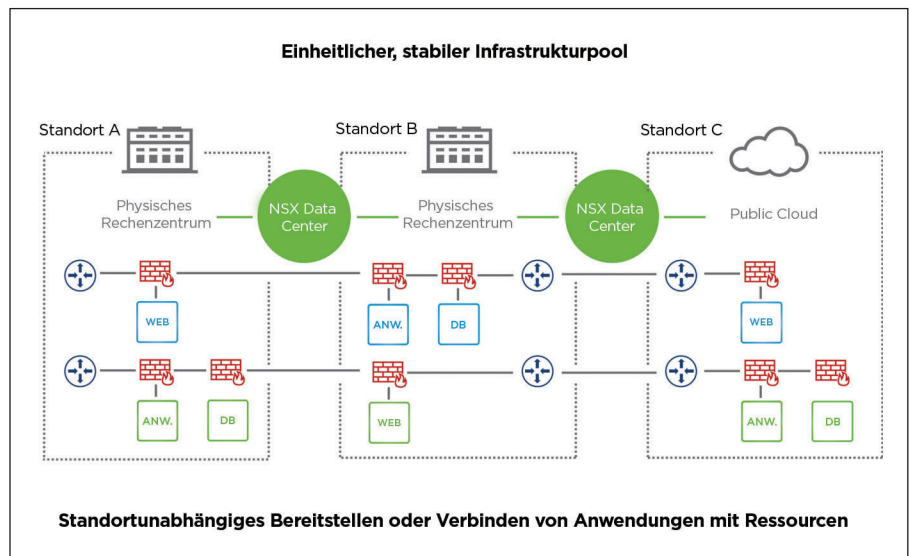 Einheitlicher, stabiler Infrastrukturpool
Standort A
Standort B
Standort C
Physisches
Rechenzentrum
NSX Data
Center
Physisches
Rechenzentrum
NSX Data
Center
Public Cloud
WEB
ANW.
DB
WEB
ANW.
DB
WEB
ANW.
DB
Standortunabhängiges Bereitstellen oder Verbinden von Anwendungen mit Ressourcen